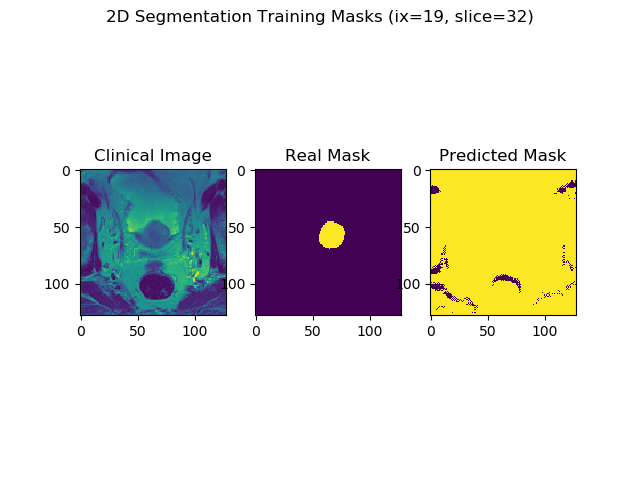 2D Segmentation Training Masks (ix=19, slice=32)
Clinical Image Real Mask Predicted Mask
0 0 0
50 50 50
100 100 100
0 50 100 0 50 100 0 50 100